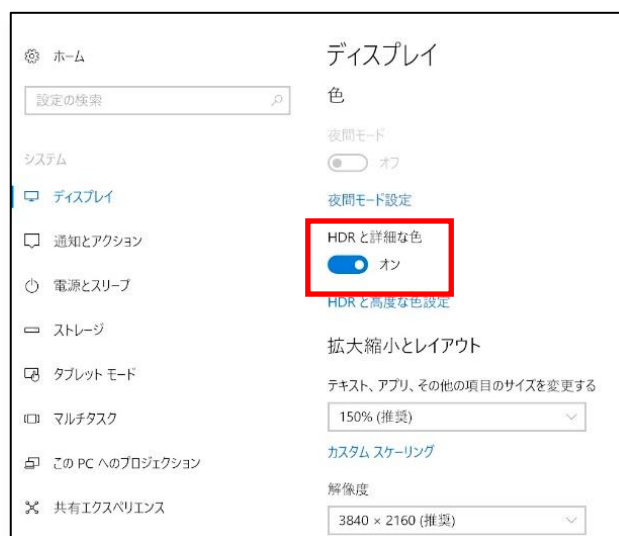 ホーム
設定の検索
システム
ディスプレイ
通知とアクション
電源とスリープ
ストレージ
タブレット モード
マルチタスク
この PC へのプロジェクション
共有エクスペリエンス
ディスプレイ
色
夜間モード
オフ
夜間モード設定
HDR と詳細な色
オン
HDR と高度な色設定
拡大縮小とレイアウト
テキスト、アプリ、その他の項目のサイズを変更する
150% (推奨)
カスタム スケーリング
解像度
3840 × 2160 (推奨)